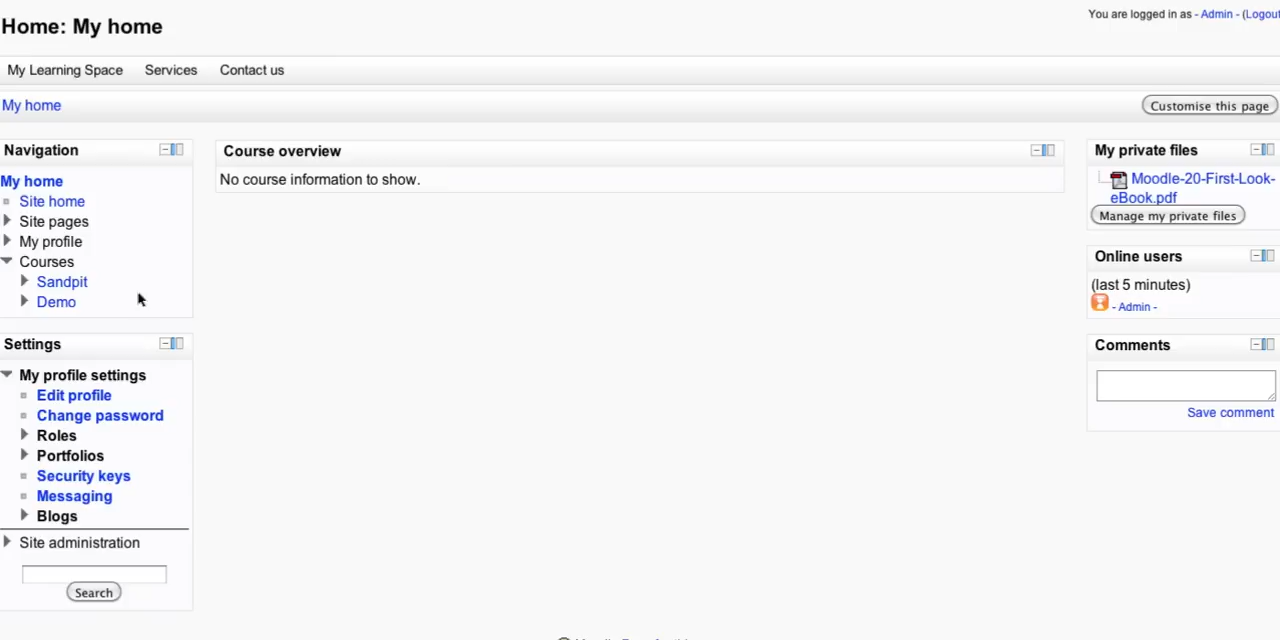 Home: My home
You are logged in as - Admin - (Logout
My Learning Space
Services
Contact us
My home
Customise this page
Navigation
My home
Site home
Site pages
My profile
Courses
Sandpit
Demo
Settings
My profile settings
Edit profile
Change password
Roles
Portfolios
Security keys
Messaging
Blogs
Site administration
Search
Course overview
No course information to show.
My private files
Moodle-20-First-Look-
eBook.pdf
Manage my private files
Online users
(last 5 minutes)
- Admin -
Comments
Save comment